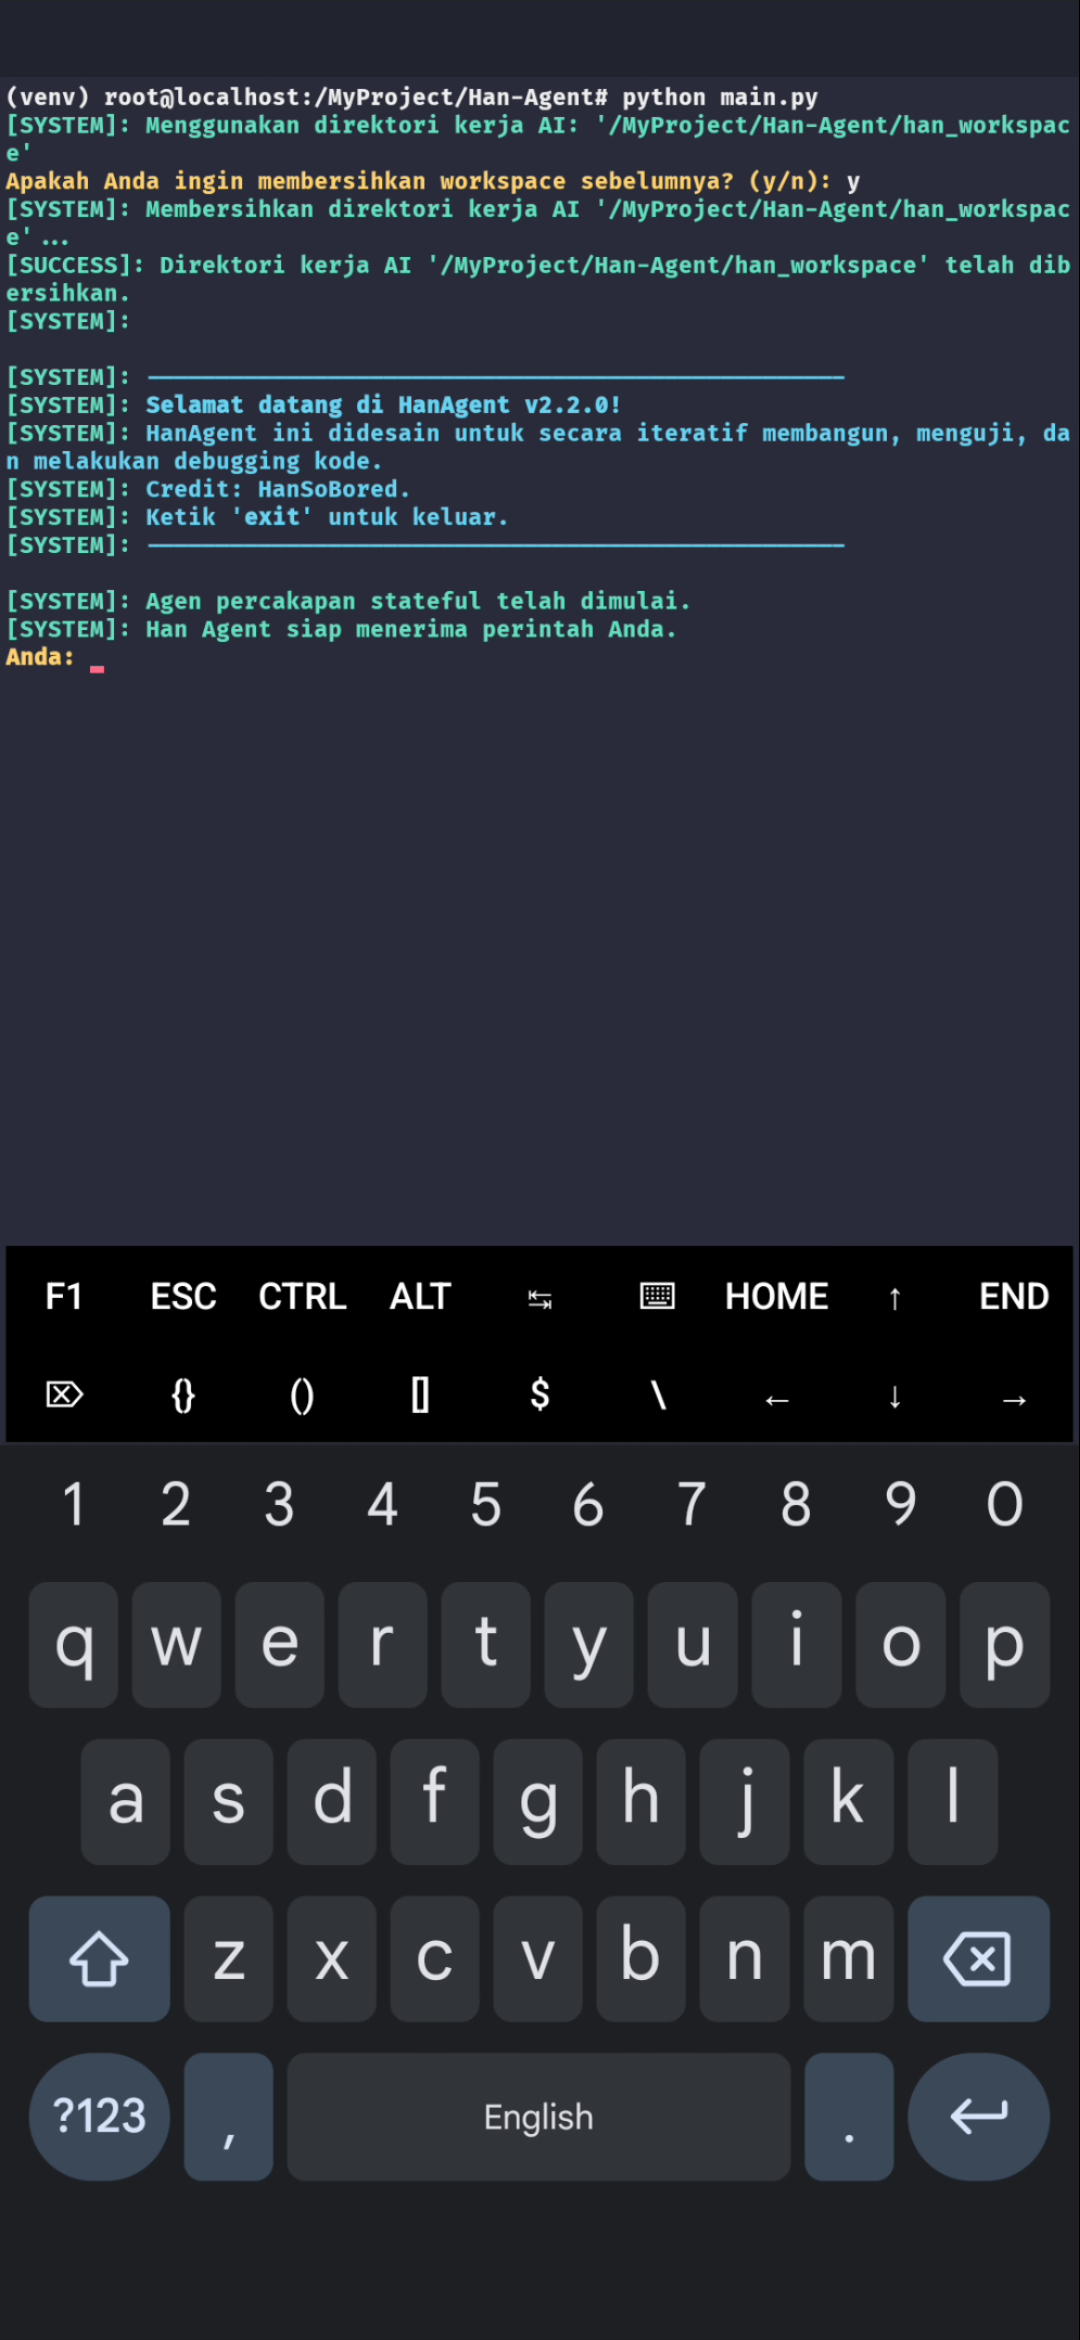 (venv) root@localhost:/MyProject/Han-Agent# python main.py
[SYSTEM]: Menggunakan direktori kerja AI: '/MyProject/Han-Agent/han_workspac
e'
Apakah Anda ingin membersihkan workspace sebelumnya? (y/n): y
[SYSTEM]: Membersihkan direktori kerja AI '/MyProject/Han-Agent/han_workspac
e'...
[SUCCESS]: Direktori kerja AI '/MyProject/Han-Agent/han_workspace' telah dib
ersihkan.
[SYSTEM]:
[SYSTEM]: ──────────────────────────────────────────────────
[SYSTEM]: Selamat datang di HanAgent v2.2.0!
[SYSTEM]: HanAgent ini didesain untuk secara iteratif membangun, menguji, da
n melakukan debugging kode.
[SYSTEM]: Credit: HanSoBored.
[SYSTEM]: Ketik 'exit' untuk keluar.
[SYSTEM]: ──────────────────────────────────────────────────
[SYSTEM]: Agen percakapan stateful telah dimulai.
[SYSTEM]: Han Agent siap menerima perintah Anda.
Anda:
F1 ESC CTRL ALT HOME ↑ END
{} () [] $ \ ← ↓ →
1 2 3 4 5 6 7 8 9 0
q w e r t y u i o p
a s d f g h j k l
z x c v b n m
?123 , English .